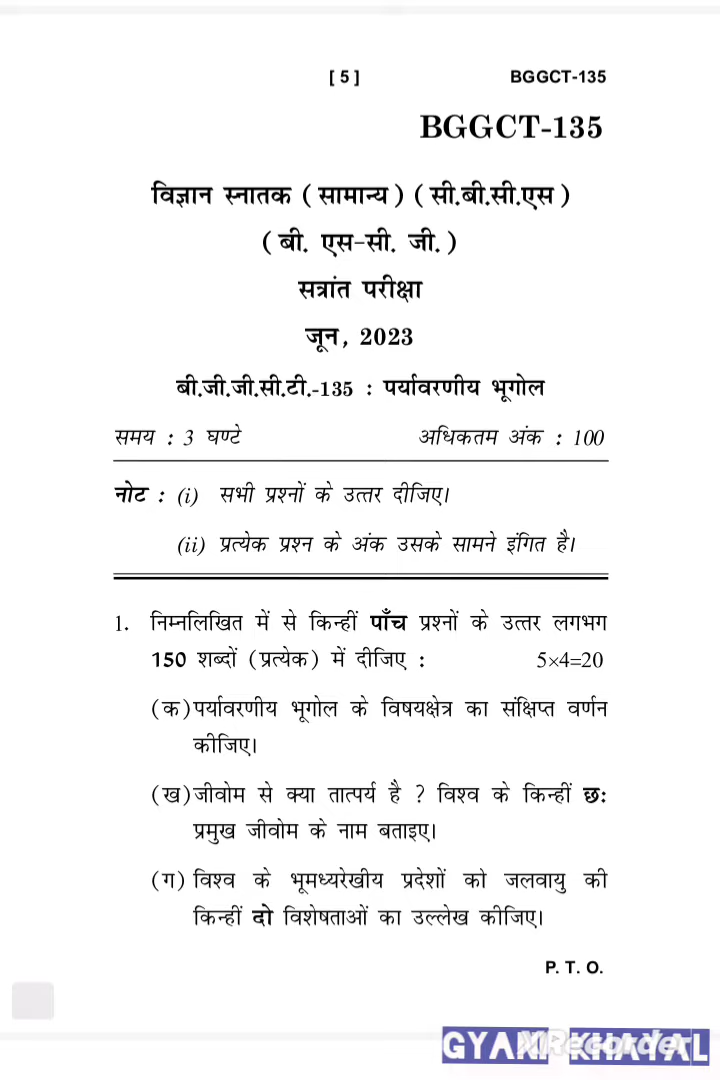 [ 5 ] BGGCT-135
BGGCT-135
विज्ञान स्नातक ( सामान्य ) ( सी.बी.सी.एस )
( बी. एस-सी. जी. )
सत्रांत परीक्षा
जून, 2023
बी.जी.जी.सी.टी.-135 : पर्यावरणीय भूगोल
समय : 3 घण्टे अधिकतम अंक : 100
नोट : (i) सभी प्रश्नों के उत्तर दीजिए।
(ii) प्रत्येक प्रश्न के अंक उसके सामने इंगित है।
1. निम्नलिखित में से किन्हीं पाँच प्रश्नों के उत्तर लगभग
150 शब्दों (प्रत्येक) में दीजिए : 5×4=20
(क) पर्यावरणीय भूगोल के विषयक्षेत्र का संक्षिप्त वर्णन
कीजिए।
(ख) जीवोम से क्या तात्पर्य है ? विश्व के किन्हीं छः
प्रमुख जीवोम के नाम बताइए।
(ग) विश्व के भूमध्यरेखीय प्रदेशों को जलवायु की
किन्हीं दो विशेषताओं का उल्लेख कीजिए।
P. T. O.
GYANI KHAJAL